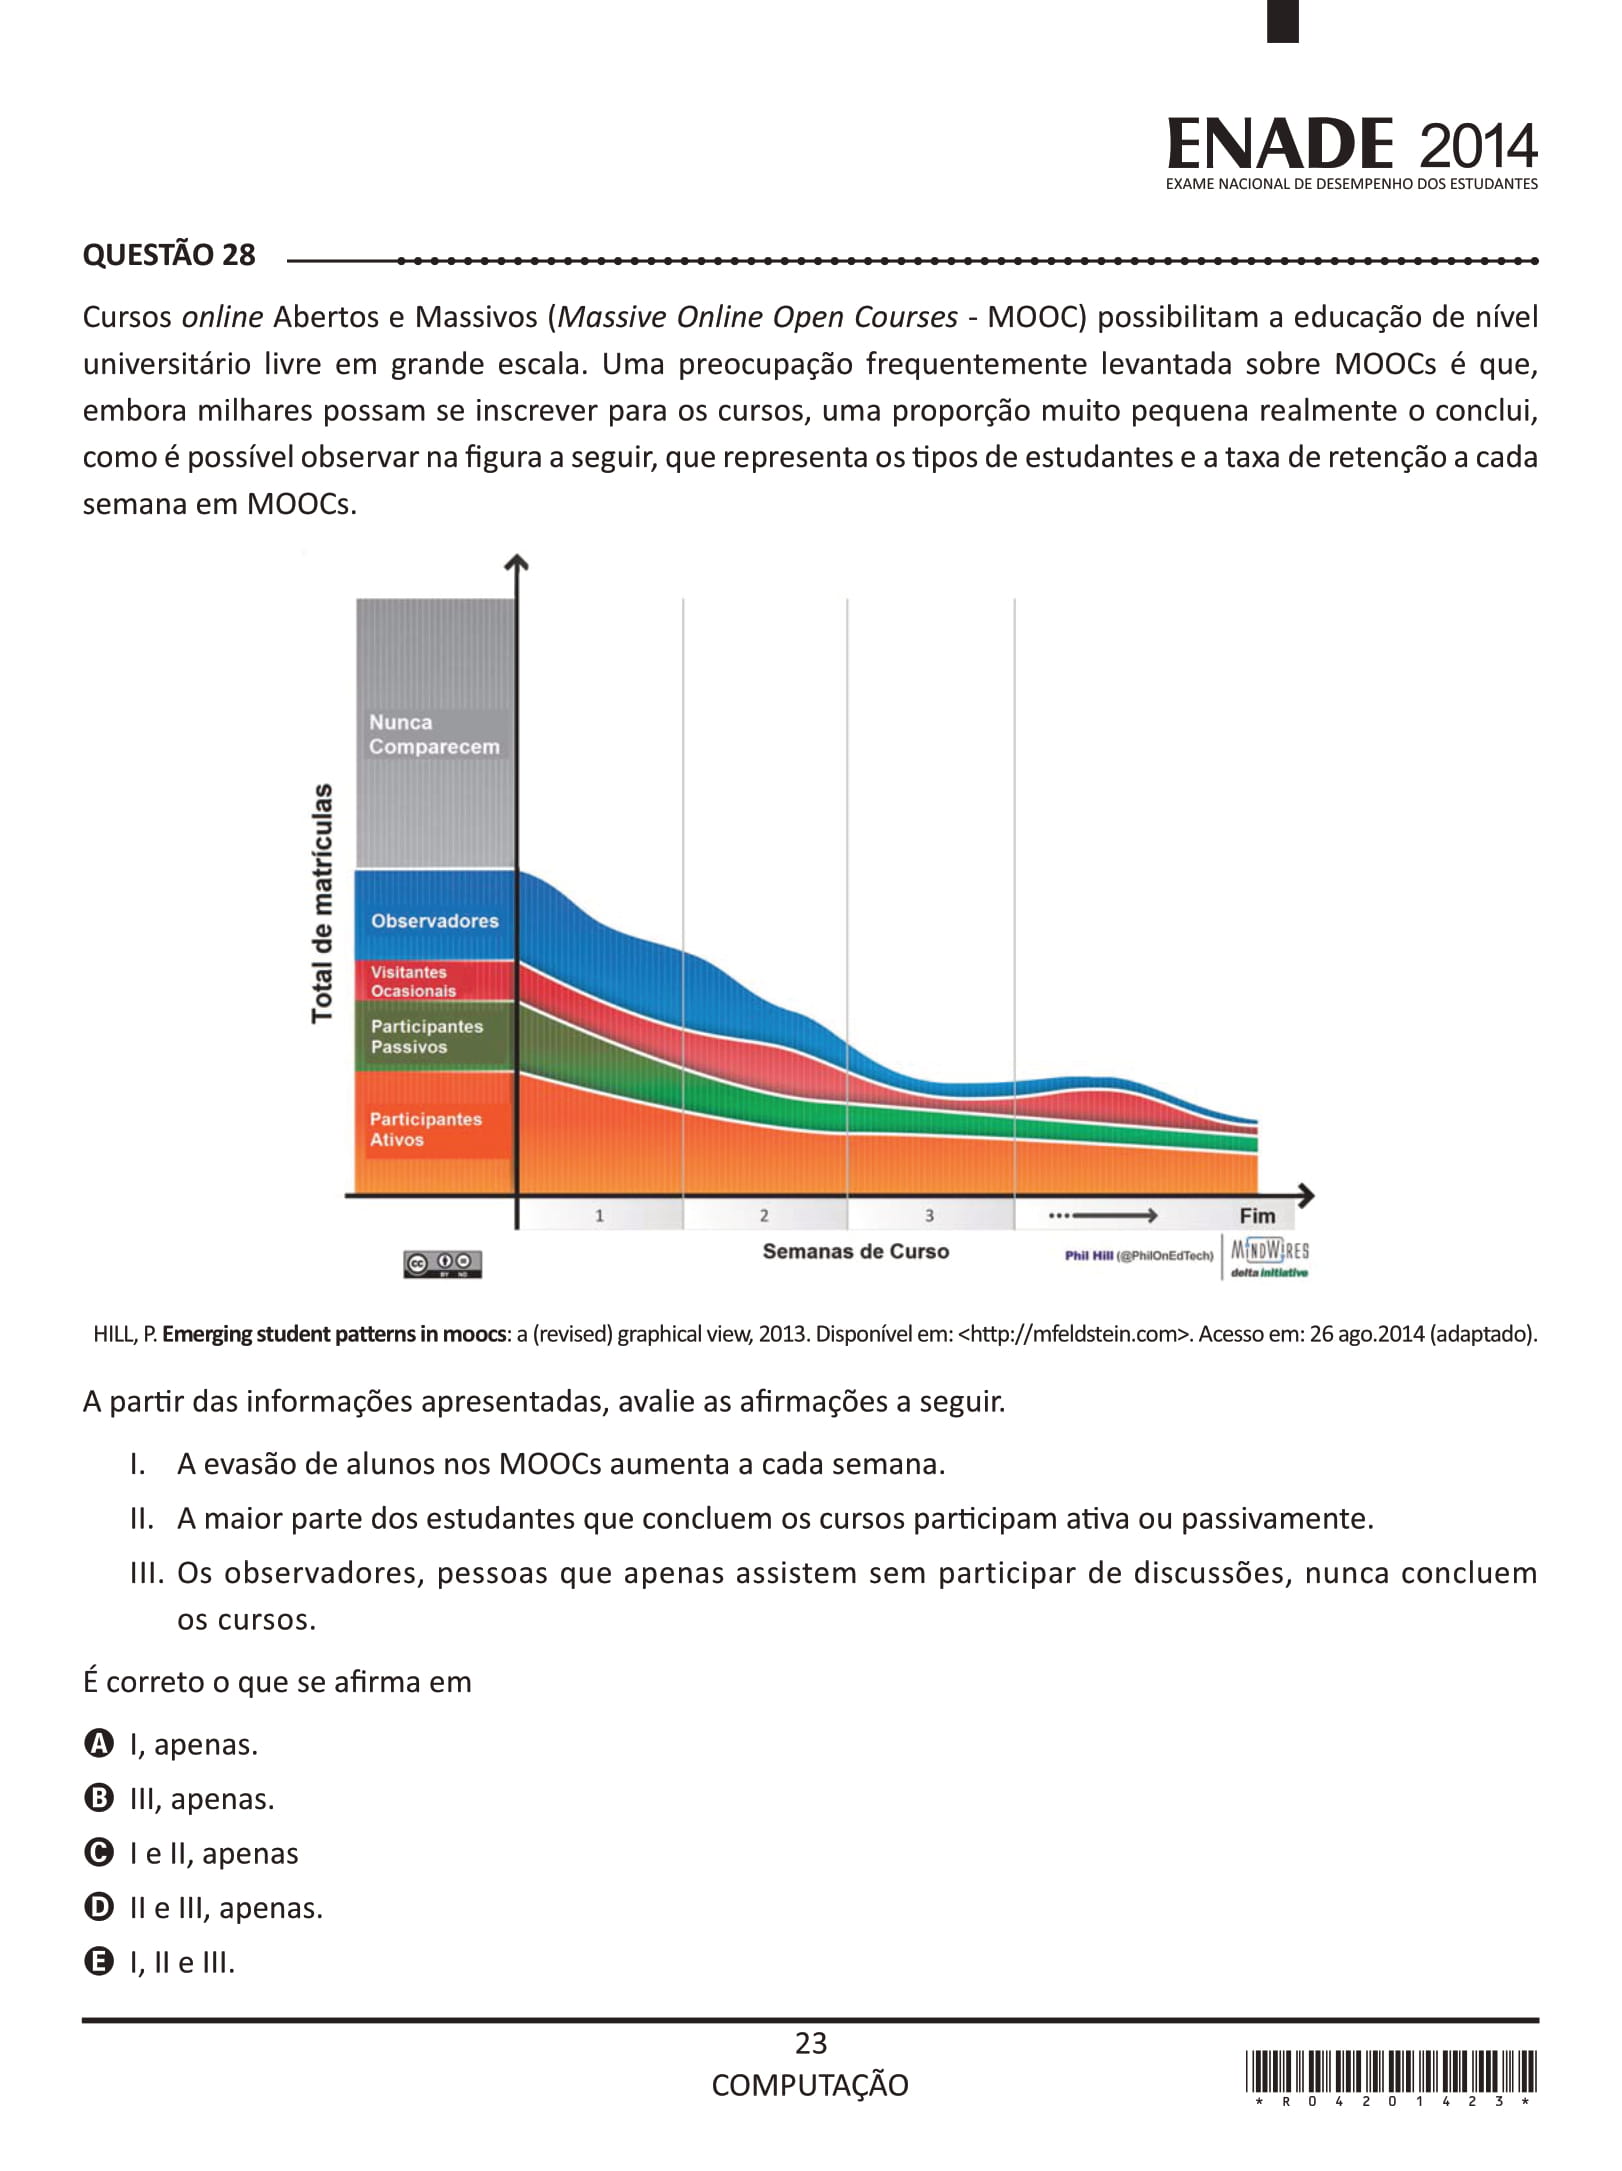 ENADE 2014
EXAME NACIONAL DE DESEMPENHO DOS ESTUDANTES
QUESTÃO 28
Cursos online Abertos e Massivos (Massive Online Open Courses - MOOC) possibilitam a educação de nível
universitário livre em grande escala. Uma preocupação frequentemente levantada sobre MOOCs é que,
embora milhares possam se inscrever para os cursos, uma proporção muito pequena realmente o conclui,
como é possível observar na figura a seguir, que representa os tipos de estudantes e a taxa de retenção a cada
semana em MOOCs.
Total de matrículas
Nunca
Comparecem
Observadores
Visitantes
Ocasionais
Participantes
Passivos
Participantes
Ativos
1 2 3 Fim
Semanas de Curso
cc BY ND
Phil Hill (@PhilOnEdTech)
MINDWIRES
delta initiative
HILL, P. Emerging student patterns in moocs: a (revised) graphical view, 2013. Disponível em: <http://mfeldstein.com>. Acesso em: 26 ago.2014 (adaptado).
A partir das informações apresentadas, avalie as afirmações a seguir.
I. A evasão de alunos nos MOOCs aumenta a cada semana.
II. A maior parte dos estudantes que concluem os cursos participam ativa ou passivamente.
III. Os observadores, pessoas que apenas assistem sem participar de discussões, nunca concluem
os cursos.
É correto o que se afirma em
A I, apenas.
B III, apenas.
C I e II, apenas
D II e III, apenas.
E I, II e III.
23
COMPUTAÇÃO
*R04201423*